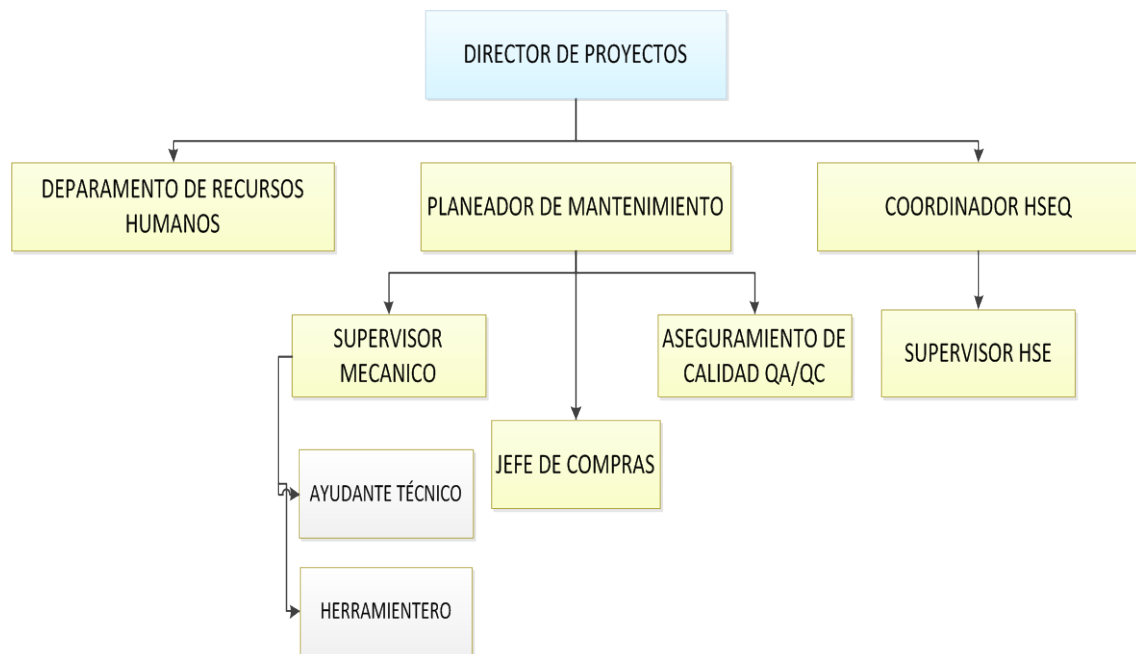 DIRECTOR DE PROYECTOS
DEPARAMENTO DE RECURSOS
HUMANOS
PLANEADOR DE MANTENIMIENTO
COORDINADOR HSEQ
SUPERVISOR
MECANICO
ASEGURAMIENTO DE
CALIDAD QA/QC
SUPERVISOR HSE
JEFE DE COMPRAS
AYUDANTE TÉCNICO
HERRAMIENTERO